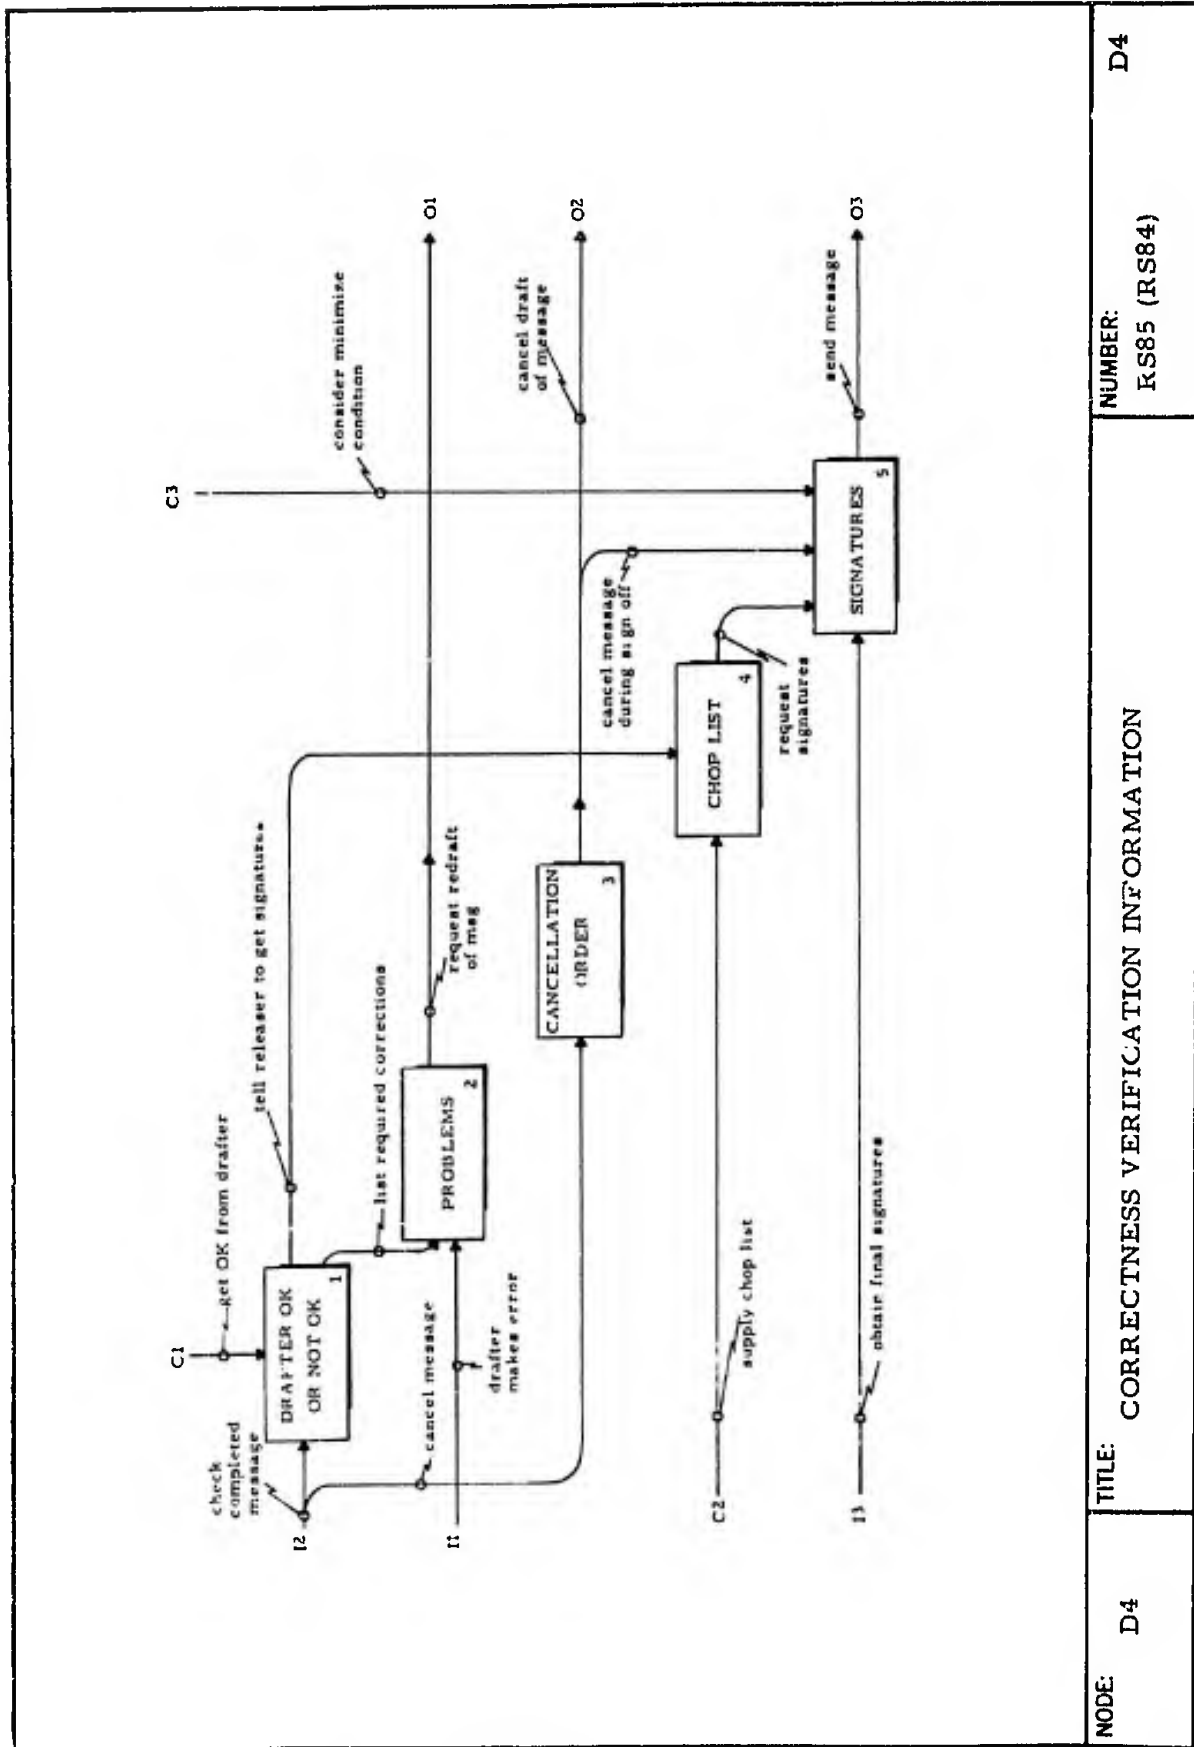 C1
get OK from drafter
C3
check
completed
message
I2
DRAFTER OK
OR NOT OK
1
tell releaser to get signatures
consider minimize
condition
list required corrections
cancel message
I1
drafter
makes error
PROBLEMS
2
request redraft
of msg
O1
CANCELLATION
ORDER
3
cancel draft
of message
O2
cancel message
during sign off
C2
supply chop list
CHOP LIST
4
request
signatures
I3
obtain final signatures
SIGNATURES
5
send message
O3
NODE:
D4
TITLE:
CORRECTNESS VERIFICATION INFORMATION
NUMBER:
RS85 (RS84)
D4